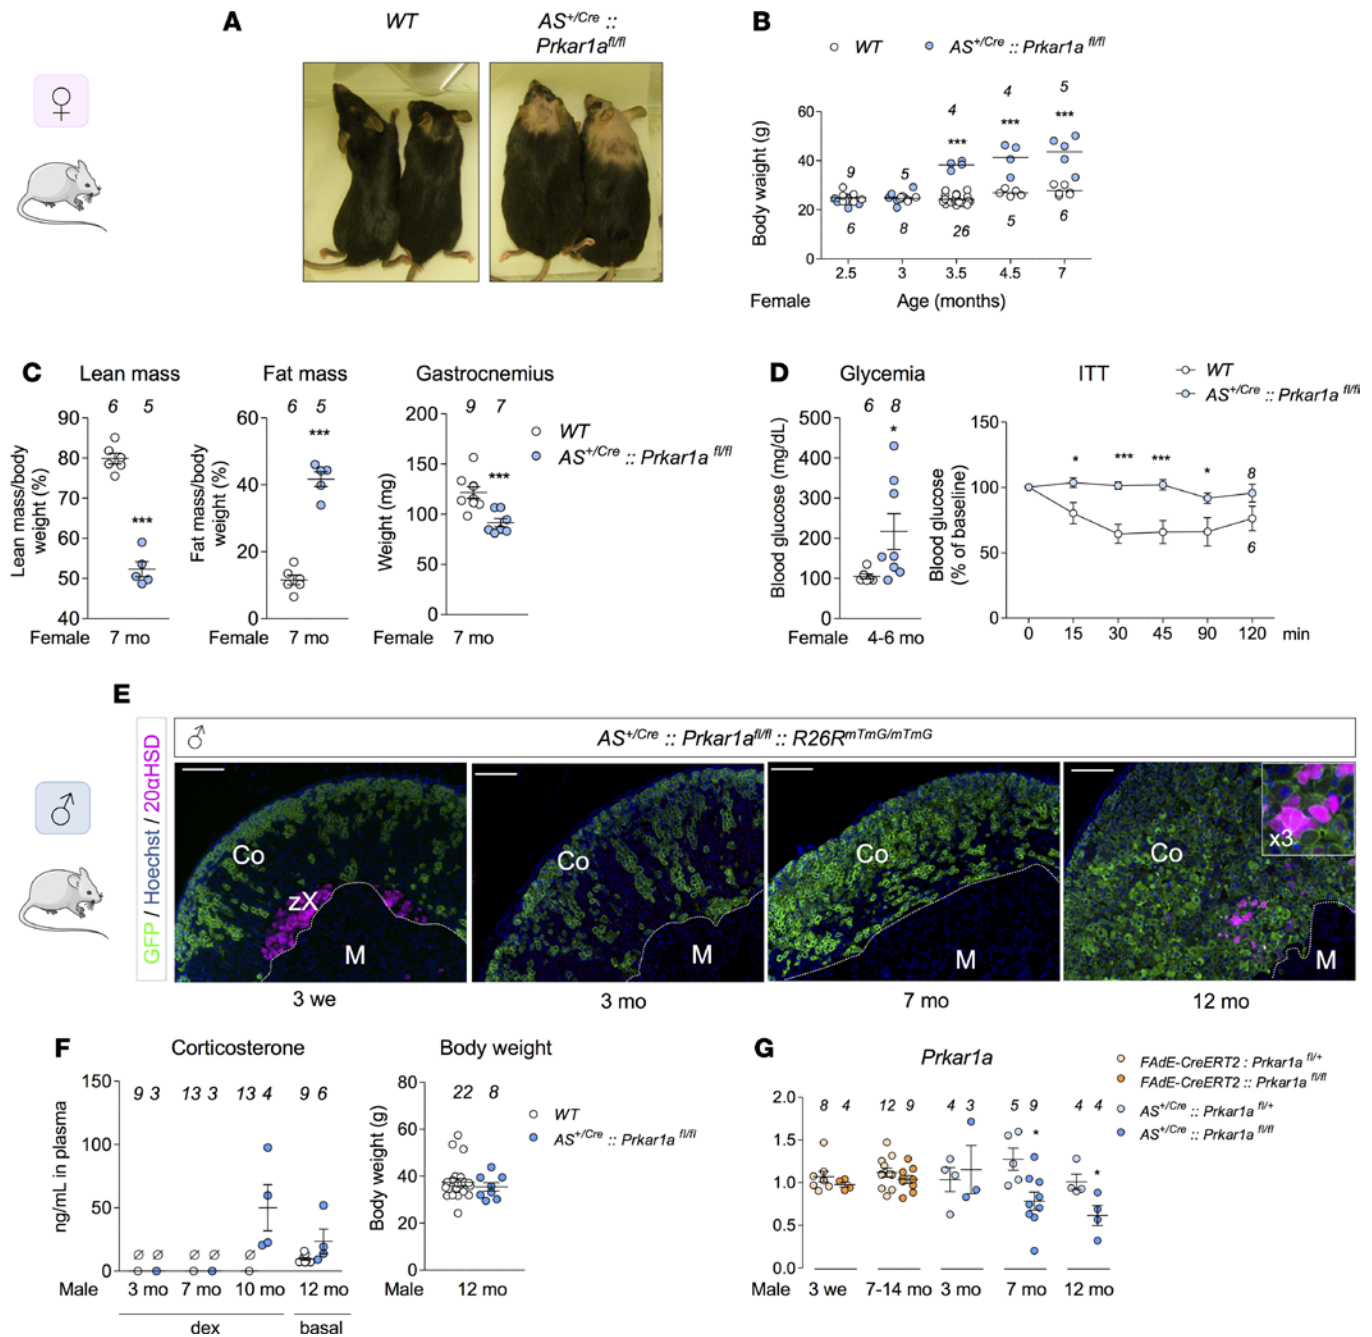 A
WT
AS+/Cre ::
Prkar1afl/fl
♀
B
WT
AS+/Cre :: Prkar1a fl/fl
Body waight (g)
60
40
20
0
9
5
4
4
5
***
***
***
6
8
26
5
6
2.5
3
3.5
4.5
7
Female
Age (months)
C
Lean mass
6 5
Lean mass/body
weight (%)
90
80
70
60
50
40
***
Female 7 mo
Fat mass
6 5
Fat mass/body
weight (%)
60
40
20
0
***
Female 7 mo
Gastrocnemius
9 7
Weight (mg)
200
150
100
50
0
***
Female 7 mo
WT
AS+/Cre :: Prkar1a fl/fl
D
Glycemia
6 8
*
Blood glucose (mg/dL)
500
400
300
200
100
0
Female 4-6 mo
ITT
WT
AS+/Cre :: Prkar1a fl/fl
Blood glucose
(% of baseline)
150
100
50
0
* *** *** * 8
6
0 15 30 45 90 120 min
E
♂
♂
AS+/Cre :: Prkar1afl/fl :: R26RmTmG/mTmG
GFP / Hoechst / 20αHSD
Co
zX
M
3 we
Co
3 mo
Co
M
7 mo
Co
x3
M
12 mo
F
Corticosterone
ng/mL in plasma
150
100
50
0
9 3 13 3 13 4 9 6
∅ ∅ ∅ ∅ ∅
Male 3 mo 7 mo 10 mo 12 mo
dex basal
Body weight
Body weight (g)
80
60
40
20
0
22 8
Male 12 mo
WT
AS+/Cre :: Prkar1a fl/fl
G
Prkar1a
2.0
1.5
1.0
0.5
0.0
8 4 12 9 4 3 5 9 4 4
*
*
Male 3 we 7-14 mo 3 mo 7 mo 12 mo
FAdE-CreERT2 : Prkar1a fl/+
FAdE-CreERT2 :: Prkar1a fl/fl
AS+/Cre :: Prkar1a fl/+
AS+/Cre :: Prkar1a fl/fl